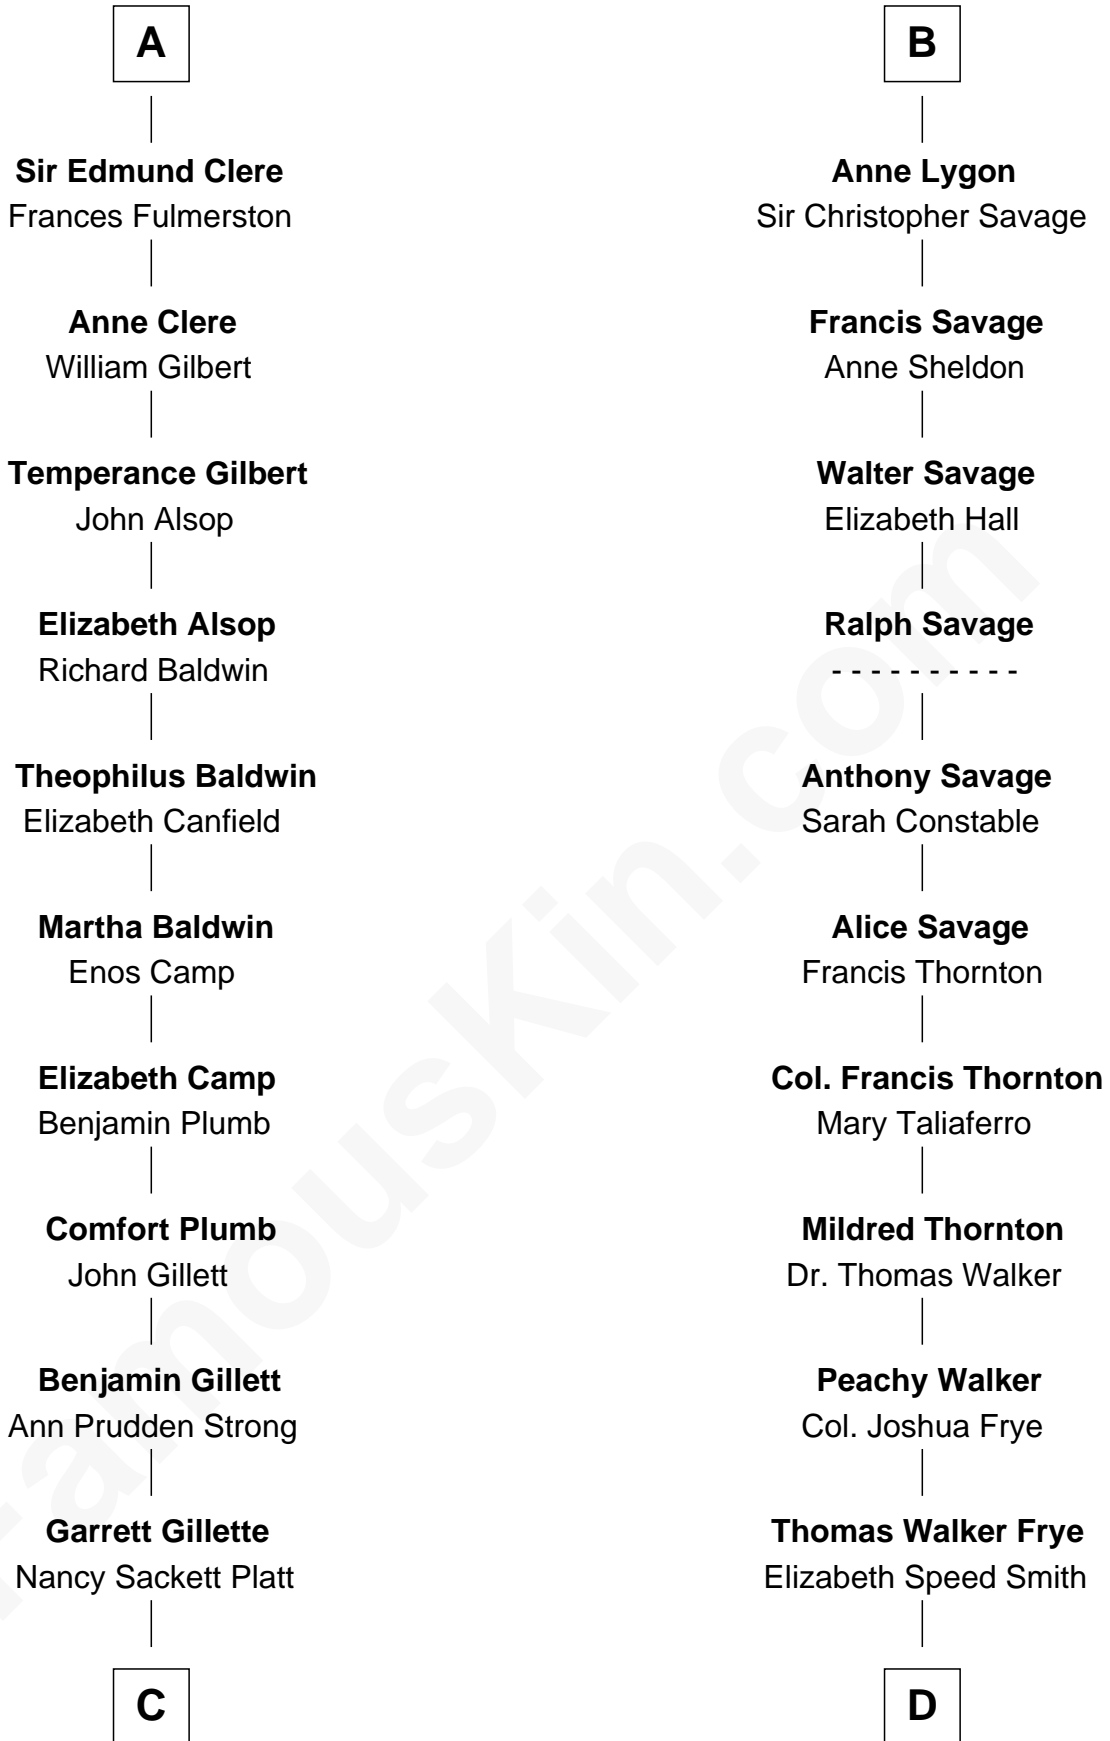 A
Sir Edmund Clere
Frances Fulmerston
Anne Clere
William Gilbert
Temperance Gilbert
John Alsop
Elizabeth Alsop
Richard Baldwin
Theophilus Baldwin
Elizabeth Canfield
Martha Baldwin
Enos Camp
Elizabeth Camp
Benjamin Plumb
Comfort Plumb
John Gillett
Benjamin Gillett
Ann Prudden Strong
Garrett Gillette
Nancy Sackett Platt
C
B
Anne Lygon
Sir Christopher Savage
Francis Savage
Anne Sheldon
Walter Savage
Elizabeth Hall
Ralph Savage
- - - - - - - - - -
Anthony Savage
Sarah Constable
Alice Savage
Francis Thornton
Col. Francis Thornton
Mary Taliaferro
Mildred Thornton
Dr. Thomas Walker
Peachy Walker
Col. Joshua Frye
Thomas Walker Frye
Elizabeth Speed Smith
D
FamousKin.com